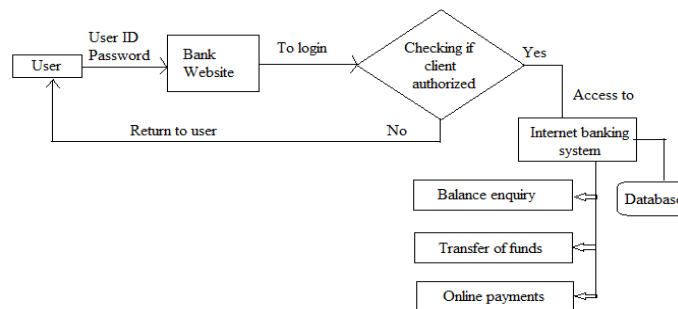 User ID
Password
User
Bank
Website
To login
Checking if
client
authorized
Yes
Access to
Return to user
No
Internet banking
system
Balance enquiry
Database
Transfer of funds
Online payments